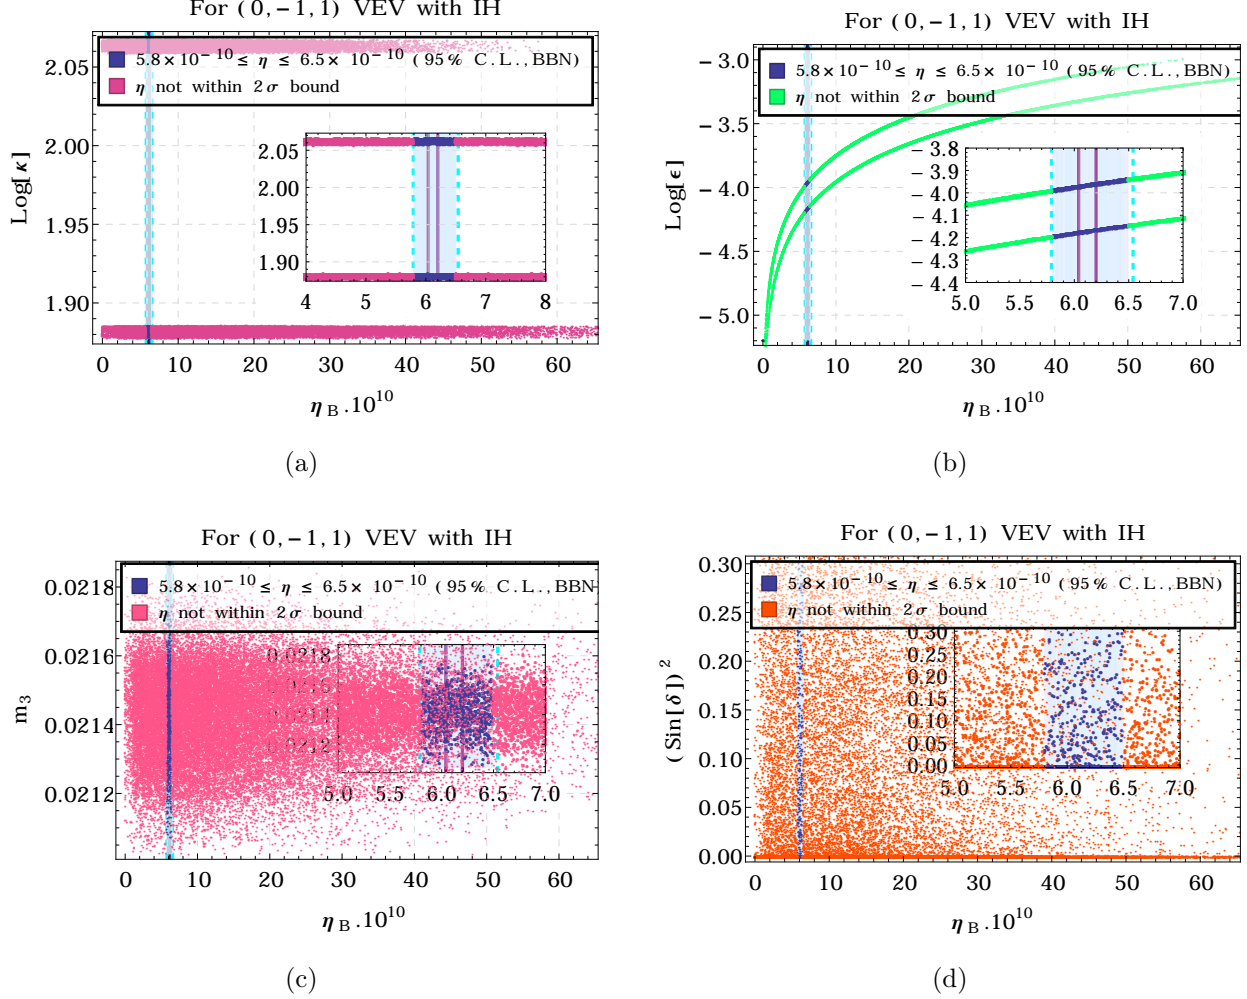 For (0,−1,1) VEV with IH
5.8×10⁻¹⁰ ≤ η ≤ 6.5×10⁻¹⁰ (95% C.L.,BBN)
η not within 2σ bound
Log[κ]
2.05
2.00
1.95
1.90
2.05
2.00
1.95
1.90
4 5 6 7 8
0 10 20 30 40 50 60
η B .10¹⁰
(a)
For (0,−1,1) VEV with IH
5.8×10⁻¹⁰ ≤ η ≤ 6.5×10⁻¹⁰ (95% C.L.,BBN)
η not within 2σ bound
Log[ϵ]
−3.0
−3.5
−4.0
−4.5
−5.0
−3.8
−3.9
−4.0
−4.1
−4.2
−4.3
−4.4
5.0 5.5 6.0 6.5 7.0
0 10 20 30 40 50 60
η B .10¹⁰
(b)
For (0,−1,1) VEV with IH
5.8×10⁻¹⁰ ≤ η ≤ 6.5×10⁻¹⁰ (95% C.L.,BBN)
η not within 2σ bound
m₃
0.0218
0.0216
0.0214
0.0212
0.0218
0.0216
0.0212
5.0 5.5 6.0 6.5 7.0
0 10 20 30 40 50 60
η B .10¹⁰
(c)
For (0,−1,1) VEV with IH
5.8×10⁻¹⁰ ≤ η ≤ 6.5×10⁻¹⁰ (95% C.L.,BBN)
η not within 2σ bound
(Sin[δ])²
0.30
0.25
0.20
0.15
0.10
0.05
0.00
0.30
0.25
0.20
0.15
0.10
0.05
0.00
5.0 5.5 6.0 6.5 7.0
0 10 20 30 40 50 60
η B .10¹⁰
(d)